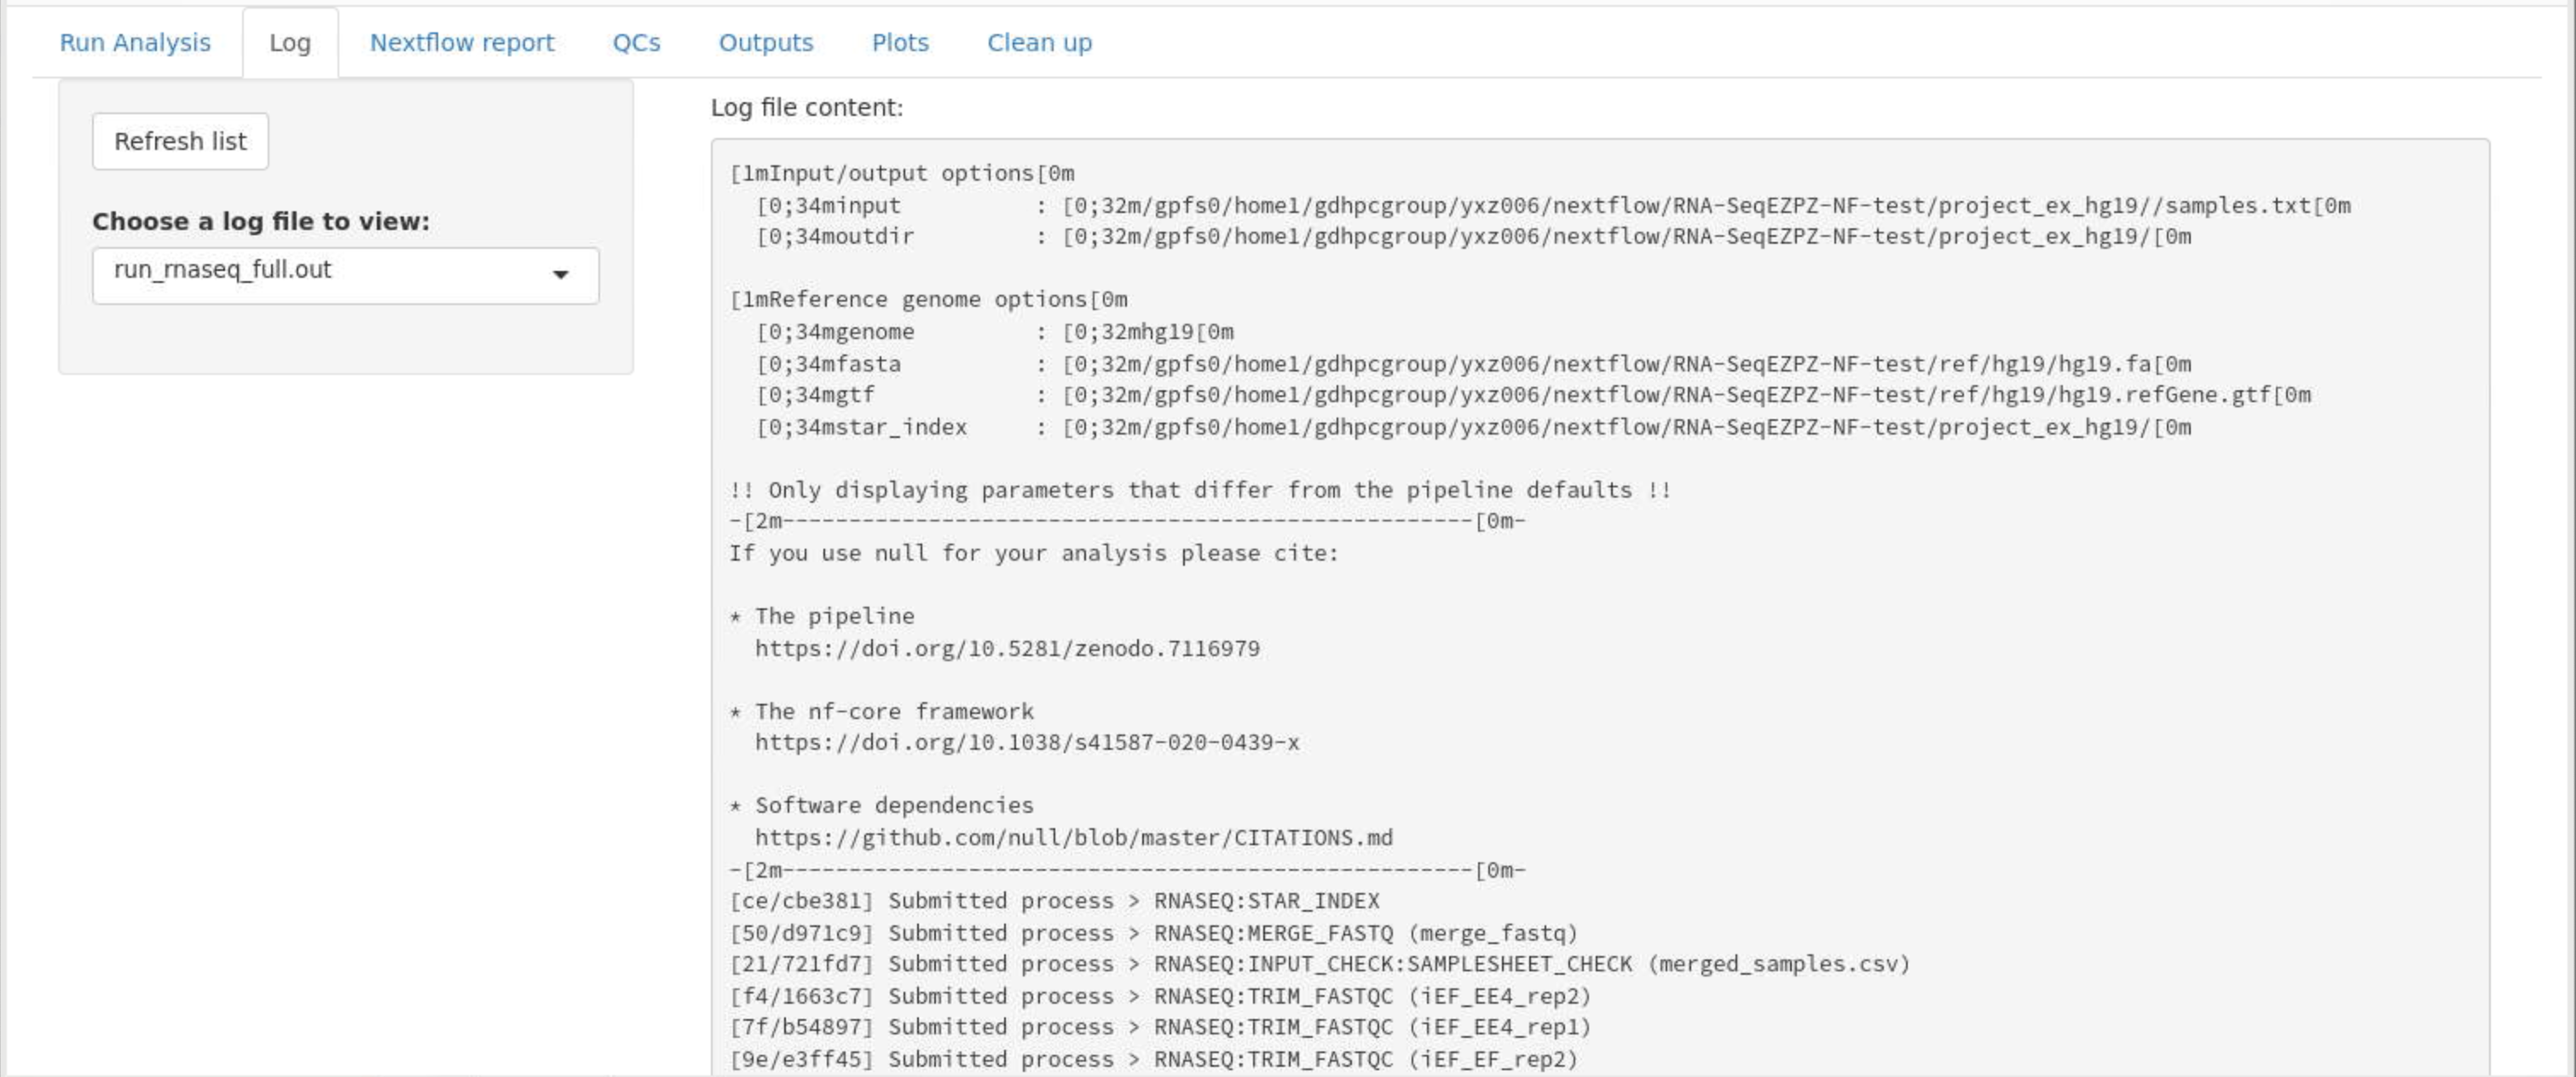 Run Analysis Log Nextflow report QCs Outputs Plots Clean up
Refresh list
Choose a log file to view:
run_rnaseq_full.out
Log file content:
[1mInput/output options[0m
  [0;34minput          : [0;32m/gpfs0/home1/gdhpcgroup/yxz006/nextflow/RNA-SeqEZPZ-NF-test/project_ex_hg19//samples.txt[0m
  [0;34moutdir         : [0;32m/gpfs0/home1/gdhpcgroup/yxz006/nextflow/RNA-SeqEZPZ-NF-test/project_ex_hg19/[0m
[1mReference genome options[0m
  [0;34mgenome         : [0;32mhg19[0m
  [0;34mfasta          : [0;32m/gpfs0/home1/gdhpcgroup/yxz006/nextflow/RNA-SeqEZPZ-NF-test/ref/hg19/hg19.fa[0m
  [0;34mgtf            : [0;32m/gpfs0/home1/gdhpcgroup/yxz006/nextflow/RNA-SeqEZPZ-NF-test/ref/hg19/hg19.refGene.gtf[0m
  [0;34mstar_index     : [0;32m/gpfs0/home1/gdhpcgroup/yxz006/nextflow/RNA-SeqEZPZ-NF-test/project_ex_hg19/[0m
!! Only displaying parameters that differ from the pipeline defaults !!
-[2m----------------------------------------------------[0m-
If you use null for your analysis please cite:
* The pipeline
  https://doi.org/10.5281/zenodo.7116979
* The nf-core framework
  https://doi.org/10.1038/s41587-020-0439-x
* Software dependencies
  https://github.com/null/blob/master/CITATIONS.md
-[2m----------------------------------------------------[0m-
[ce/cbe381] Submitted process > RNASEQ:STAR_INDEX
[50/d971c9] Submitted process > RNASEQ:MERGE_FASTQ (merge_fastq)
[21/721fd7] Submitted process > RNASEQ:INPUT_CHECK:SAMPLESHEET_CHECK (merged_samples.csv)
[f4/1663c7] Submitted process > RNASEQ:TRIM_FASTQC (iEF_EE4_rep2)
[7f/b54897] Submitted process > RNASEQ:TRIM_FASTQC (iEF_EE4_rep1)
[9e/e3ff45] Submitted process > RNASEQ:TRIM_FASTQC (iEF_EF_rep2)